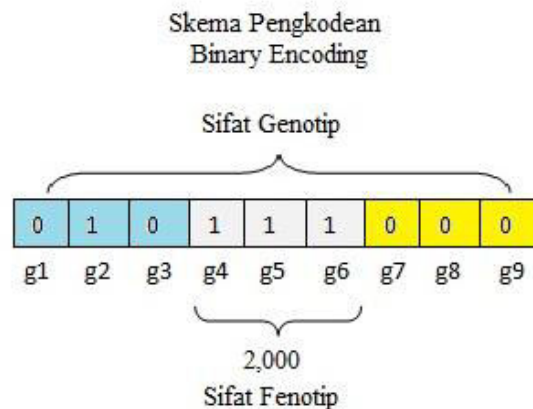 Skema Pengkodean
Binary Encoding
Sifat Genotip
0 1 0 1 1 1 0 0 0
g1 g2 g3 g4 g5 g6 g7 g8 g9
2,000
Sifat Fenotip